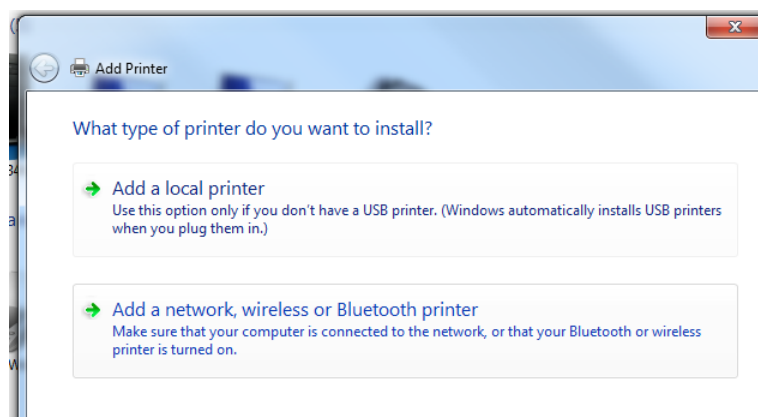 Add Printer
What type of printer do you want to install?
Add a local printer
Use this option only if you don't have a USB printer. (Windows automatically installs USB printers
when you plug them in.)
Add a network, wireless or Bluetooth printer
Make sure that your computer is connected to the network, or that your Bluetooth or wireless
printer is turned on.